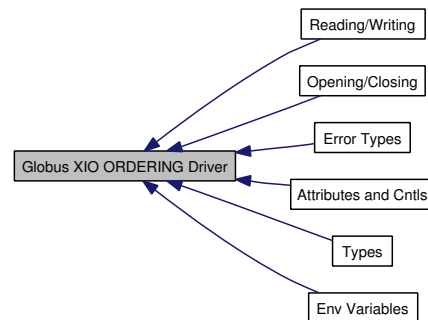 Reading/Writing
Opening/Closing
Error Types
Globus XIO ORDERING Driver
Attributes and Cntls
Types
Env Variables